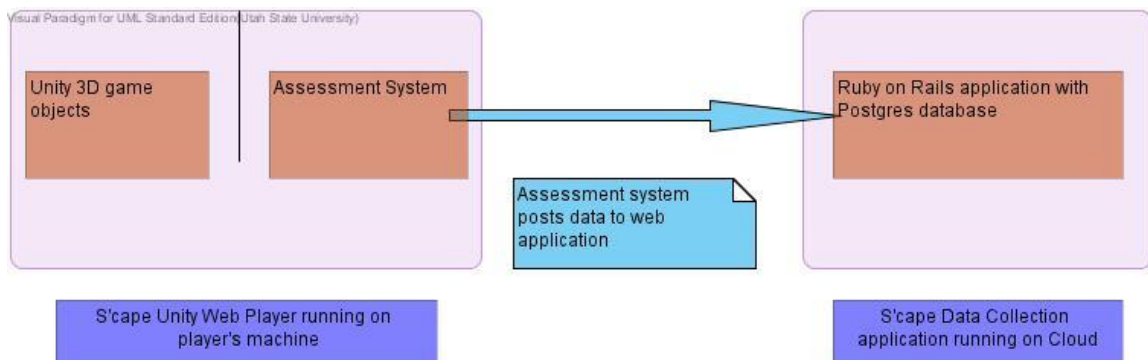 Visual Paradigm for UML Standard Edition(Utah State University)
Unity 3D game
objects
Assessment System
Ruby on Rails application with
Postgres database
Assessment system
posts data to web
application
S'cape Unity Web Player running on
player's machine
S'cape Data Collection
application running on Cloud